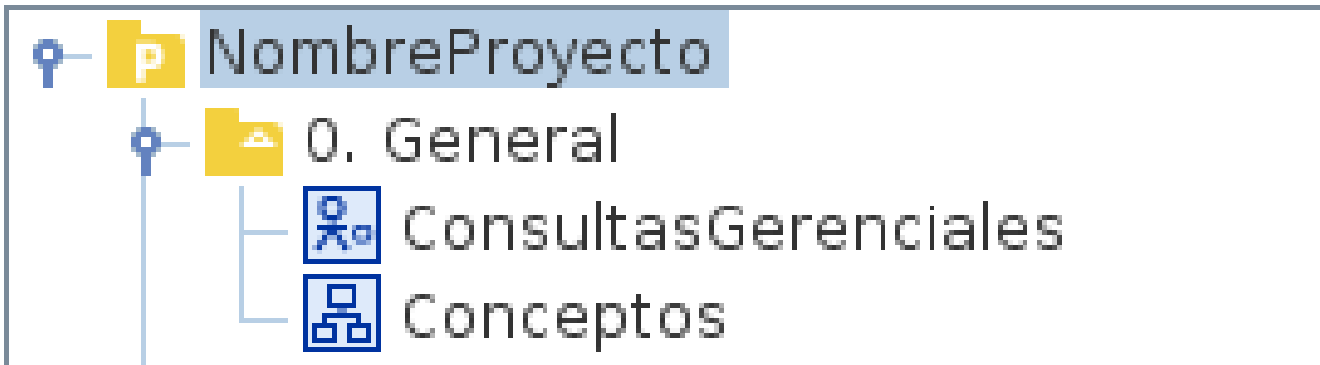 NombreProyecto
0. General
ConsultasGerenciales
Conceptos